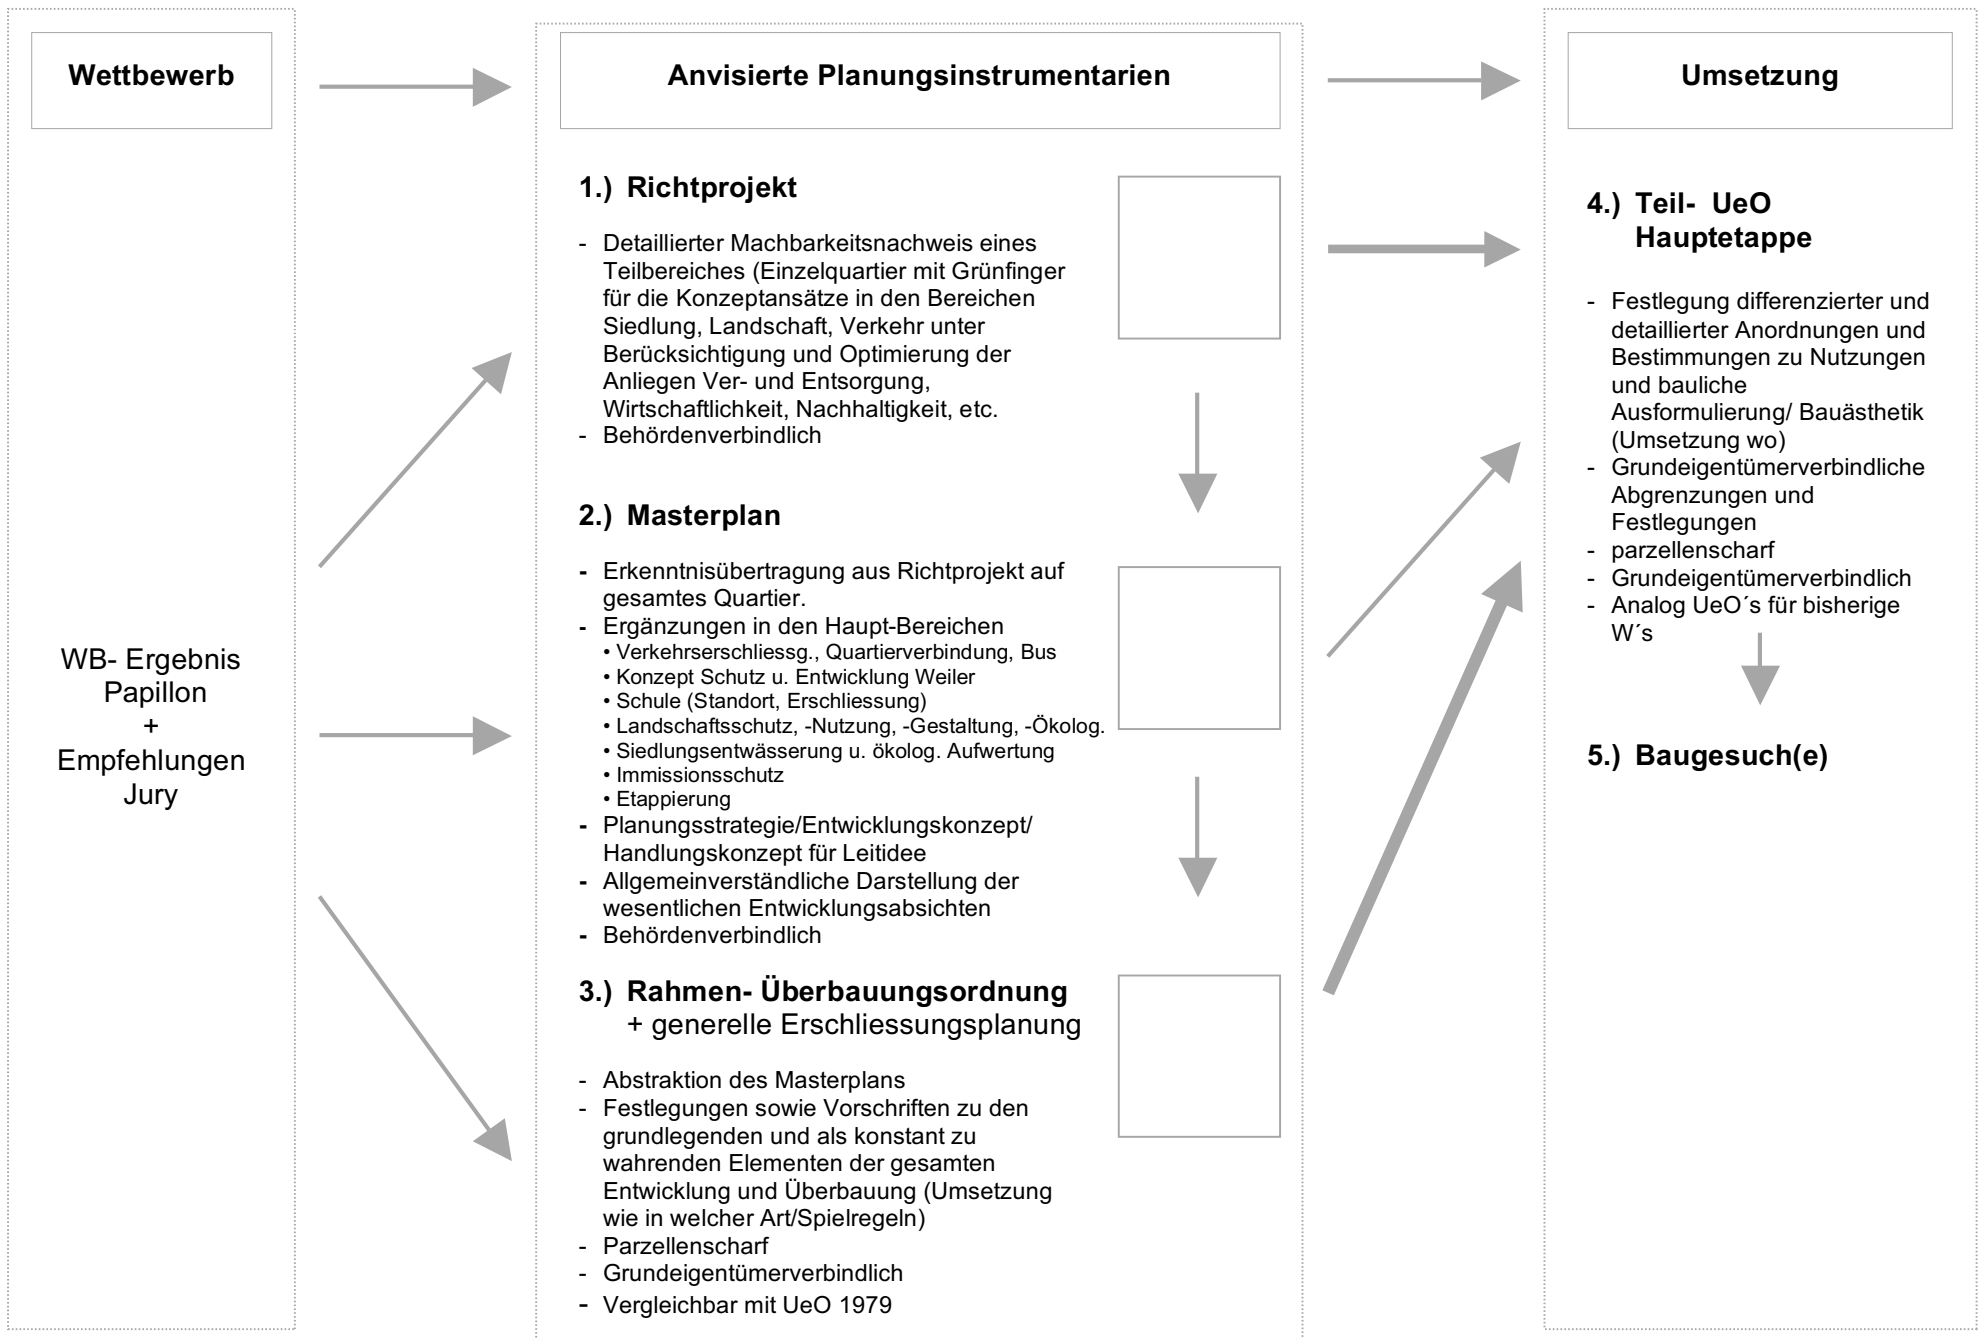 Wettbewerb
WB- Ergebnis
Papillon
+
Empfehlungen
Jury
Anvisierte Planungsinstrumentarien
1.) Richtprojekt
- Detaillierter Machbarkeitsnachweis eines
Teilbereiches (Einzelquartier mit Grünfinger
für die Konzeptansätze in den Bereichen
Siedlung, Landschaft, Verkehr unter
Berücksichtigung und Optimierung der
Anliegen Ver- und Entsorgung,
Wirtschaftlichkeit, Nachhaltigkeit, etc.
- Behördenverbindlich
2.) Masterplan
- Erkenntnisübertragung aus Richtprojekt auf
gesamtes Quartier.
- Ergänzungen in den Haupt-Bereichen
• Verkehrserschliessg., Quartierverbindung, Bus
• Konzept Schutz u. Entwicklung Weiler
• Schule (Standort, Erschliessung)
• Landschaftsschutz, -Nutzung, -Gestaltung, -Ökolog.
• Siedlungsentwässerung u. ökolog. Aufwertung
• Immissionsschutz
• Etappierung
- Planungsstrategie/Entwicklungskonzept/
Handlungskonzept für Leitidee
- Allgemeinverständliche Darstellung der
wesentlichen Entwicklungsabsichten
- Behördenverbindlich
3.) Rahmen- Überbauungsordnung
+ generelle Erschliessungsplanung
- Abstraktion des Masterplans
- Festlegungen sowie Vorschriften zu den
grundlegenden und als konstant zu
wahrenden Elementen der gesamten
Entwicklung und Überbauung (Umsetzung
wie in welcher Art/Spielregeln)
- Parzellenscharf
- Grundeigentümerverbindlich
- Vergleichbar mit UeO 1979
Umsetzung
4.) Teil- UeO
Hauptetappe
- Festlegung differenzierter und
detaillierter Anordnungen und
Bestimmungen zu Nutzungen
und bauliche
Ausformulierung/ Bauästhetik
(Umsetzung wo)
- Grundeigentümerverbindliche
Abgrenzungen und
Festlegungen
- parzellenscharf
- Grundeigentümerverbindlich
- Analog UeO´s für bisherige
W´s
5.) Baugesuch(e)